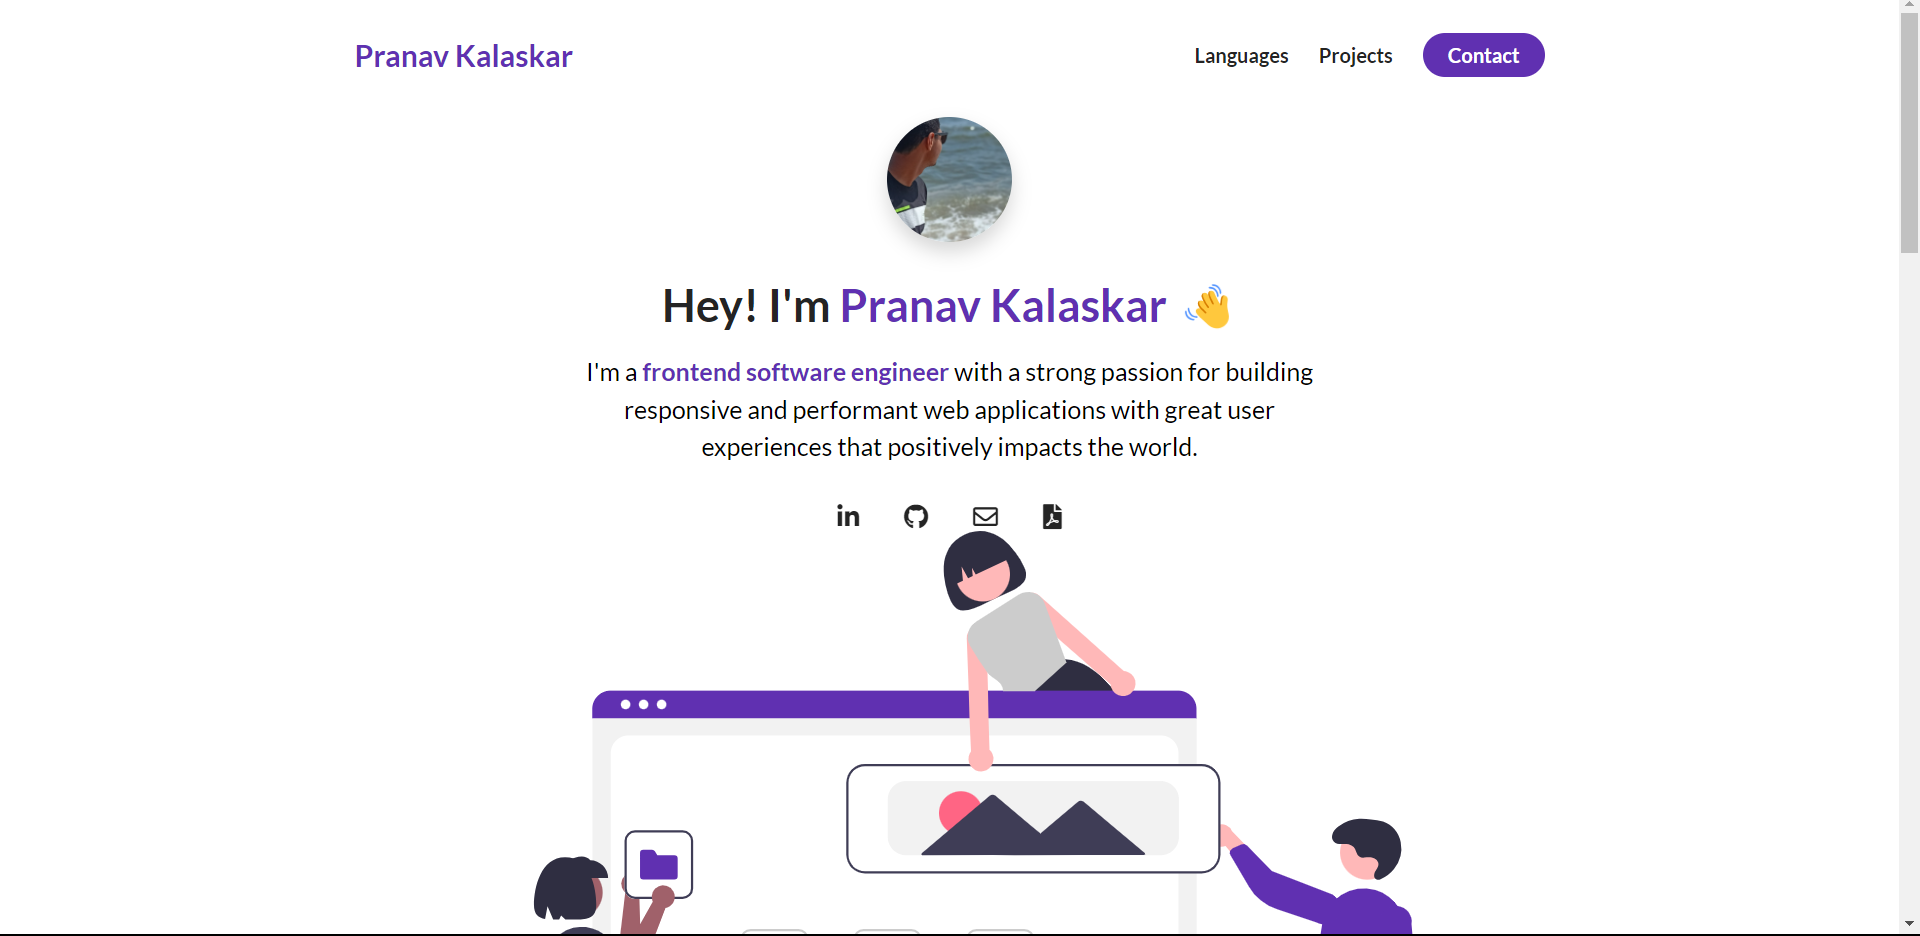 Pranav Kalaskar
Languages Projects Contact
Hey! I'm Pranav Kalaskar 👋
I'm a frontend software engineer with a strong passion for building
responsive and performant web applications with great user
experiences that positively impacts the world.
in